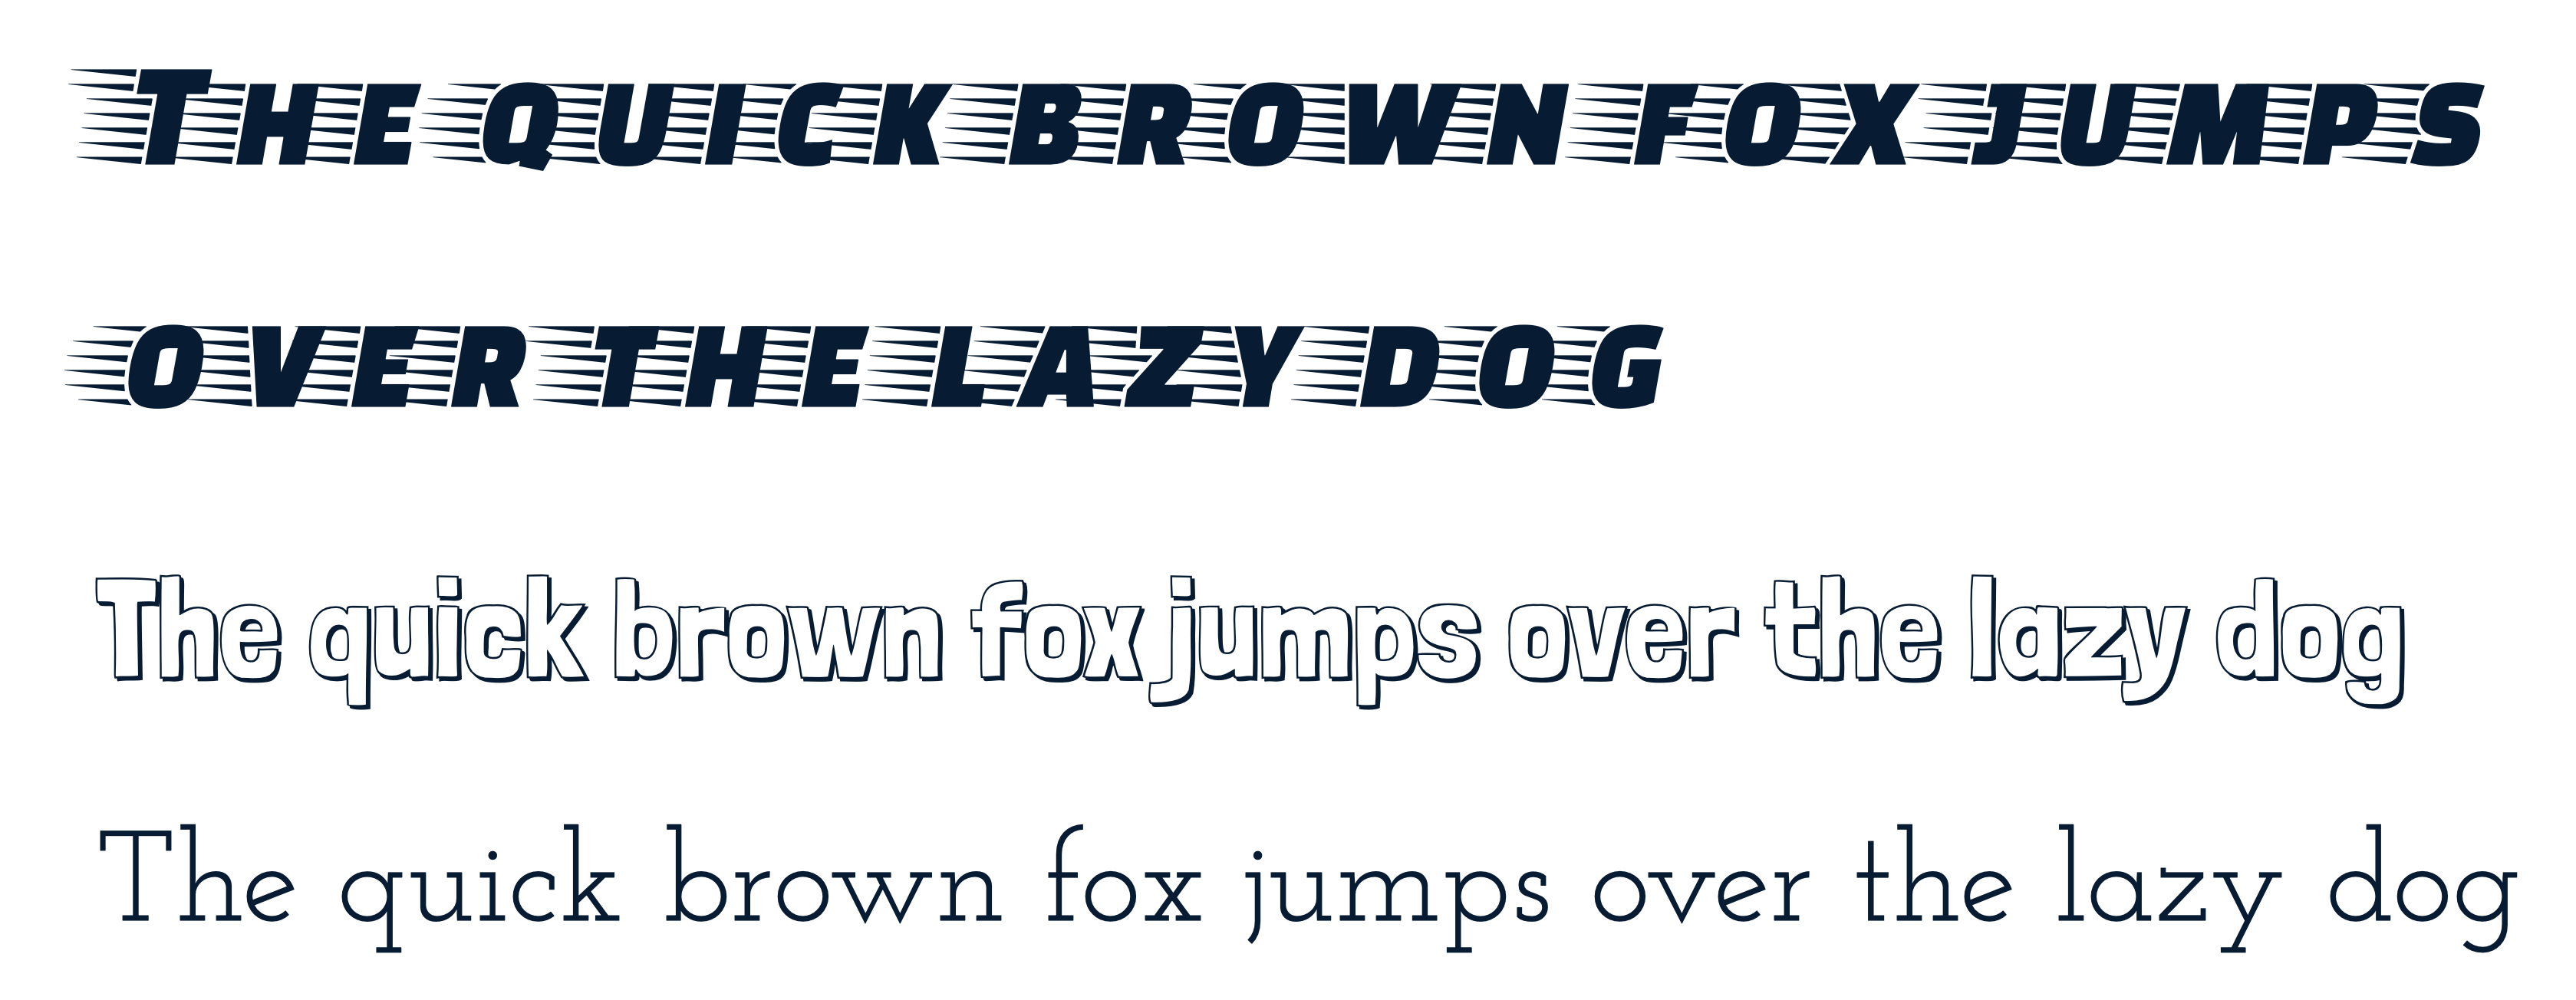 The quick brown fox jumps
over the lazy dog
The quick brown fox jumps over the lazy dog
The quick brown fox jumps over the lazy dog